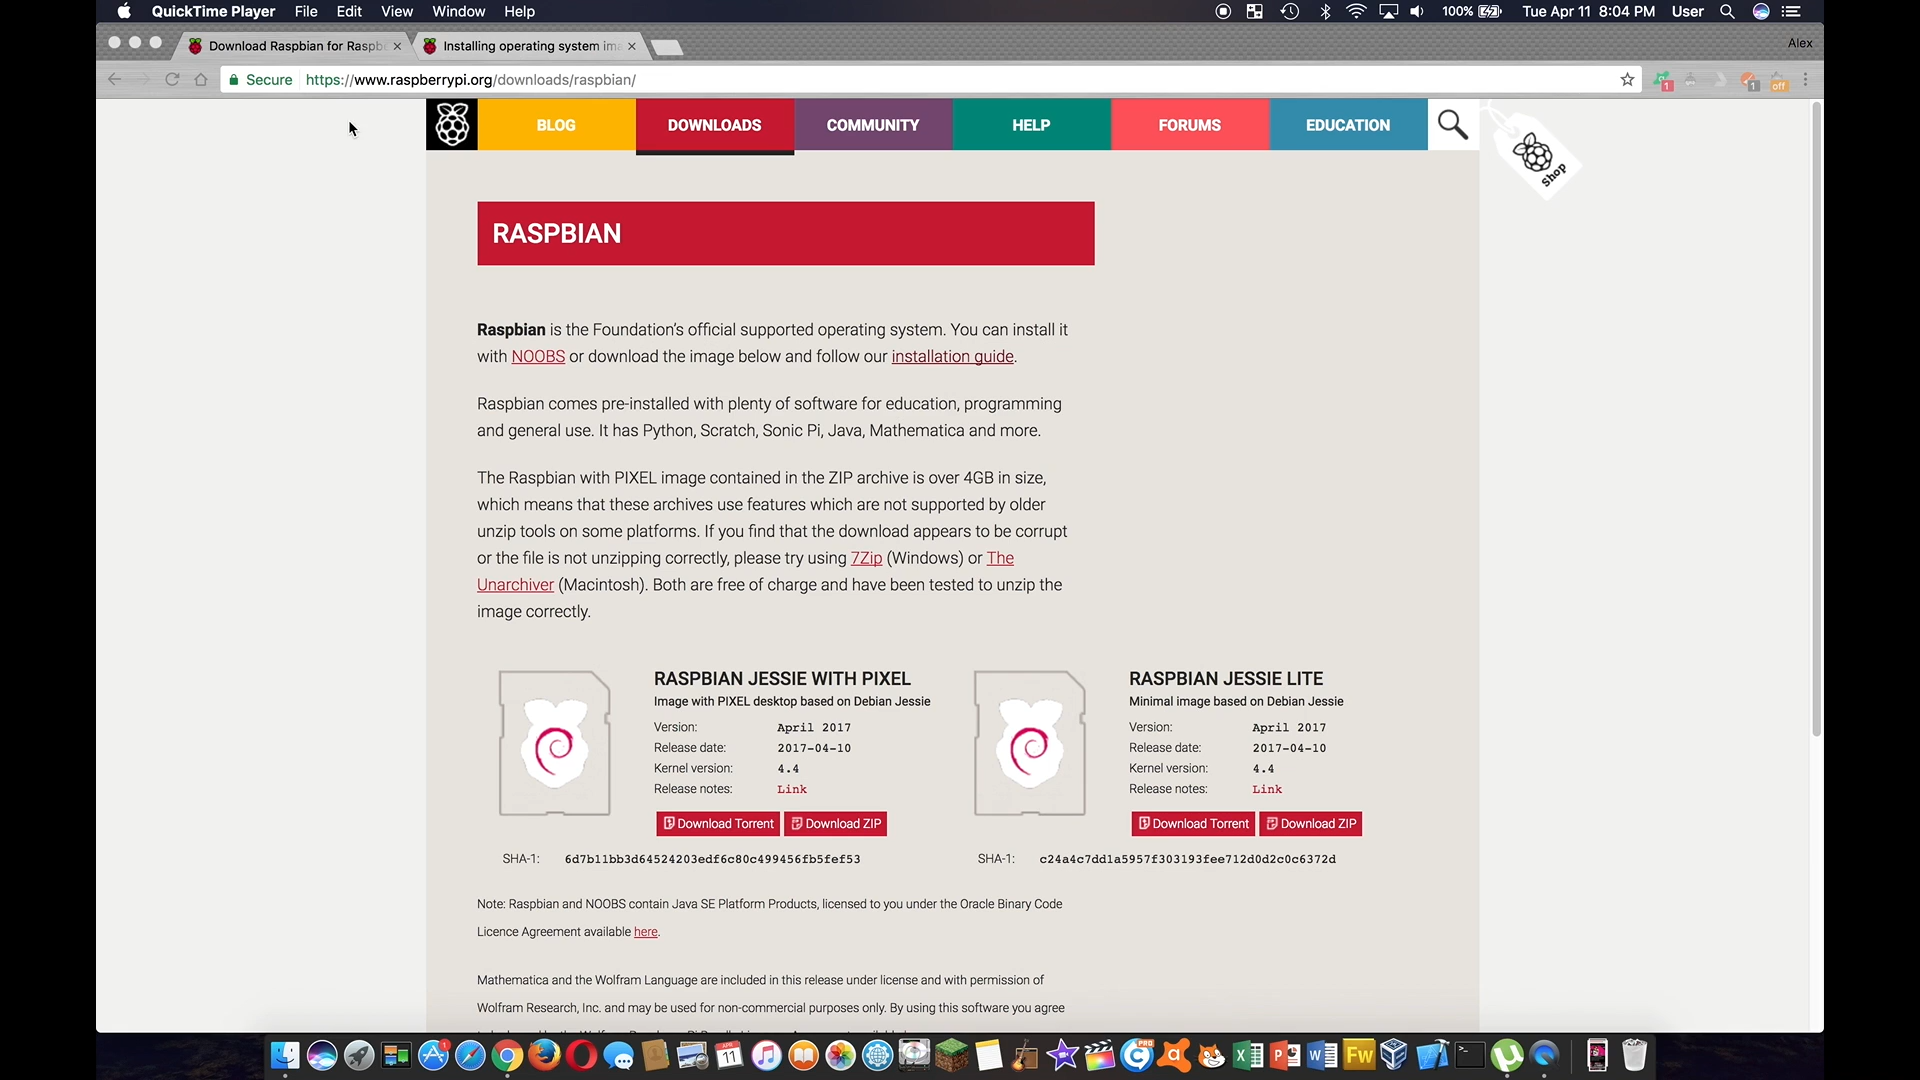 QuickTime Player File Edit View Window Help 100% Tue Apr 11 8:04 PM User
Download Raspbian for Raspbe Installing operating system ima Alex
Secure https://www.raspberrypi.org/downloads/raspbian/ 1 1 off
BLOG DOWNLOADS COMMUNITY HELP FORUMS EDUCATION
Shop
RASPBIAN
Raspbian is the Foundation's official supported operating system. You can install it
with NOOBS or download the image below and follow our installation guide.
Raspbian comes pre-installed with plenty of software for education, programming
and general use. It has Python, Scratch, Sonic Pi, Java, Mathematica and more.
The Raspbian with PIXEL image contained in the ZIP archive is over 4GB in size,
which means that these archives use features which are not supported by older
unzip tools on some platforms. If you find that the download appears to be corrupt
or the file is not unzipping correctly, please try using 7Zip (Windows) or The
Unarchiver (Macintosh). Both are free of charge and have been tested to unzip the
image correctly.
RASPBIAN JESSIE WITH PIXEL
Image with PIXEL desktop based on Debian Jessie
Version: April 2017
Release date: 2017-04-10
Kernel version: 4.4
Release notes: Link
Download Torrent Download ZIP
SHA-1: 6d7b11bb3d64524203edf6c80c499456fb5fef53
RASPBIAN JESSIE LITE
Minimal image based on Debian Jessie
Version: April 2017
Release date: 2017-04-10
Kernel version: 4.4
Release notes: Link
Download Torrent Download ZIP
SHA-1: c24a4c7dd1a5957f303193fee712d0d2c0c6372d
Note: Raspbian and NOOBS contain Java SE Platform Products, licensed to you under the Oracle Binary Code
Licence Agreement available here.
Mathematica and the Wolfram Language are included in this release under license and with permission of
Wolfram Research, Inc. and may be used for non-commercial purposes only. By using this software you agree
1 APR 11 PRO Fw